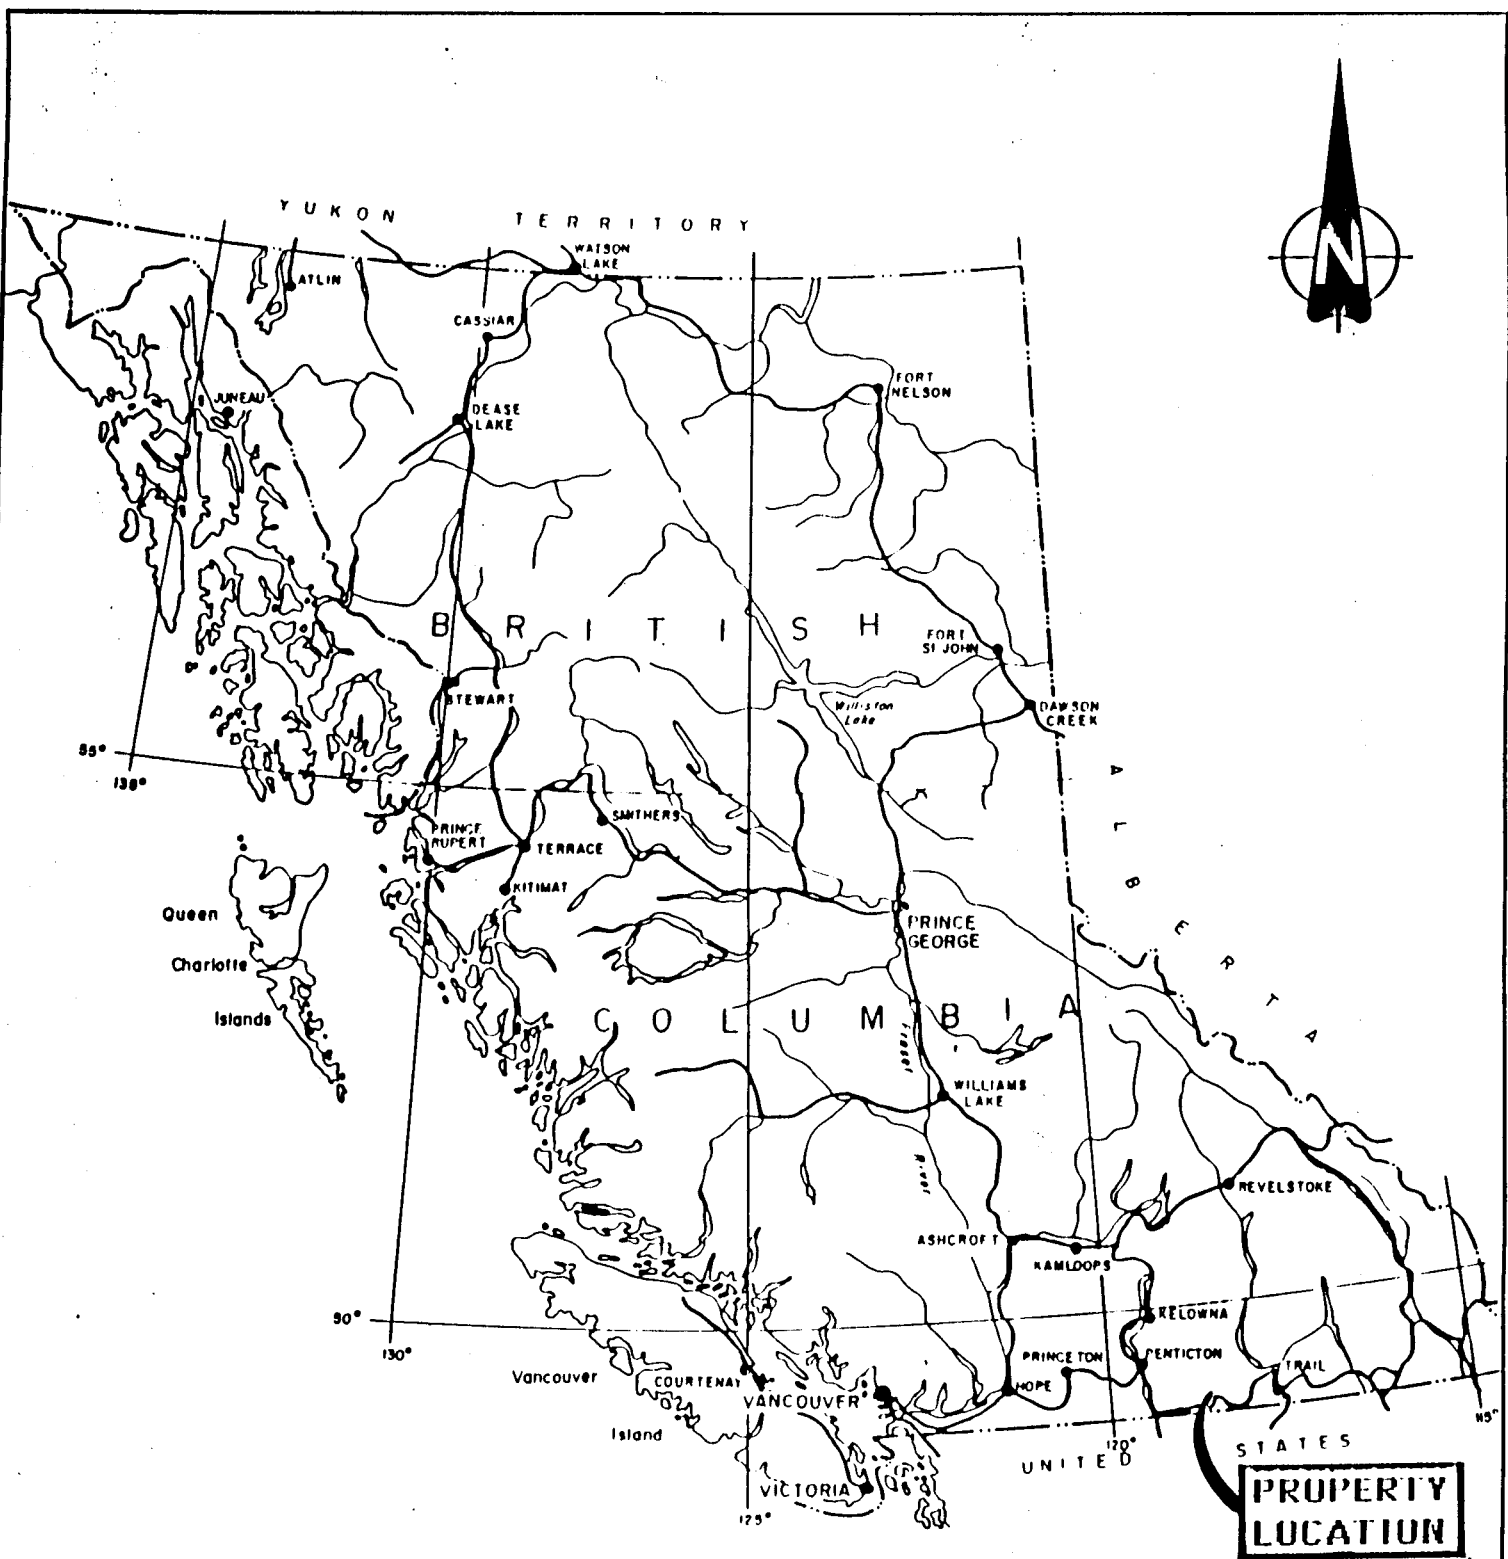 N
YUKON TERRITORY
WATSON
LAKE
ATLIN
CASSIAR
FORT
NELSON
JUNEAU
DEASE
LAKE
BRITISH
FORT
St JOHN
STEWART
Williston
Lake
DAWSON
CREEK
55°
135°
ALBERTA
PRINCE
RUPERT
SMITHERS
TERRACE
KITIMAT
Queen
Charlotte
Islands
PRINCE
GEORGE
COLUMBIA
Fraser
River
WILLIAMS
LAKE
REVELSTOKE
ASHCROFT
KAMLOOPS
50°
130°
KELOWNA
PRINCETON
PENTICTON
TRAIL
HOPE
Vancouver
Island
COURTENAY
VANCOUVER
VICTORIA
125°
120°
115°
UNITED STATES
PROPERTY
LOCATION